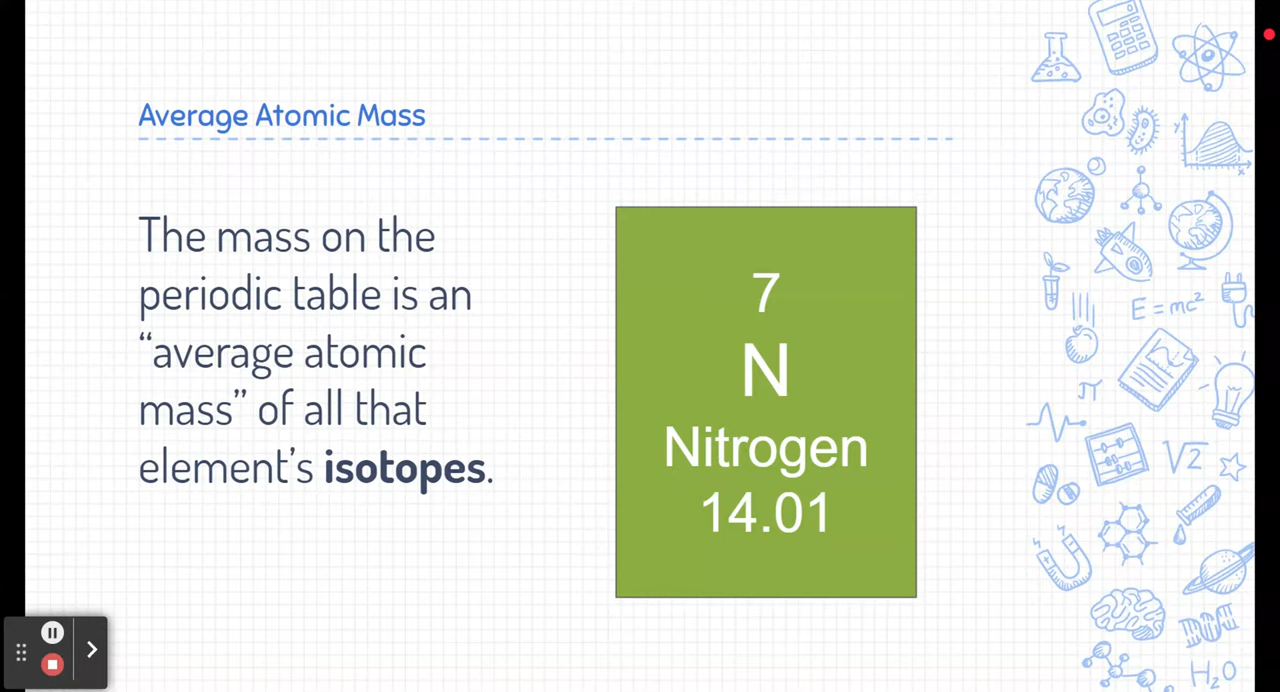 Average Atomic Mass
The mass on the
periodic table is an
“average atomic
mass” of all that
element’s isotopes.
7
N
Nitrogen
14.01
y
x
E = mc²
π
√2
H₂O